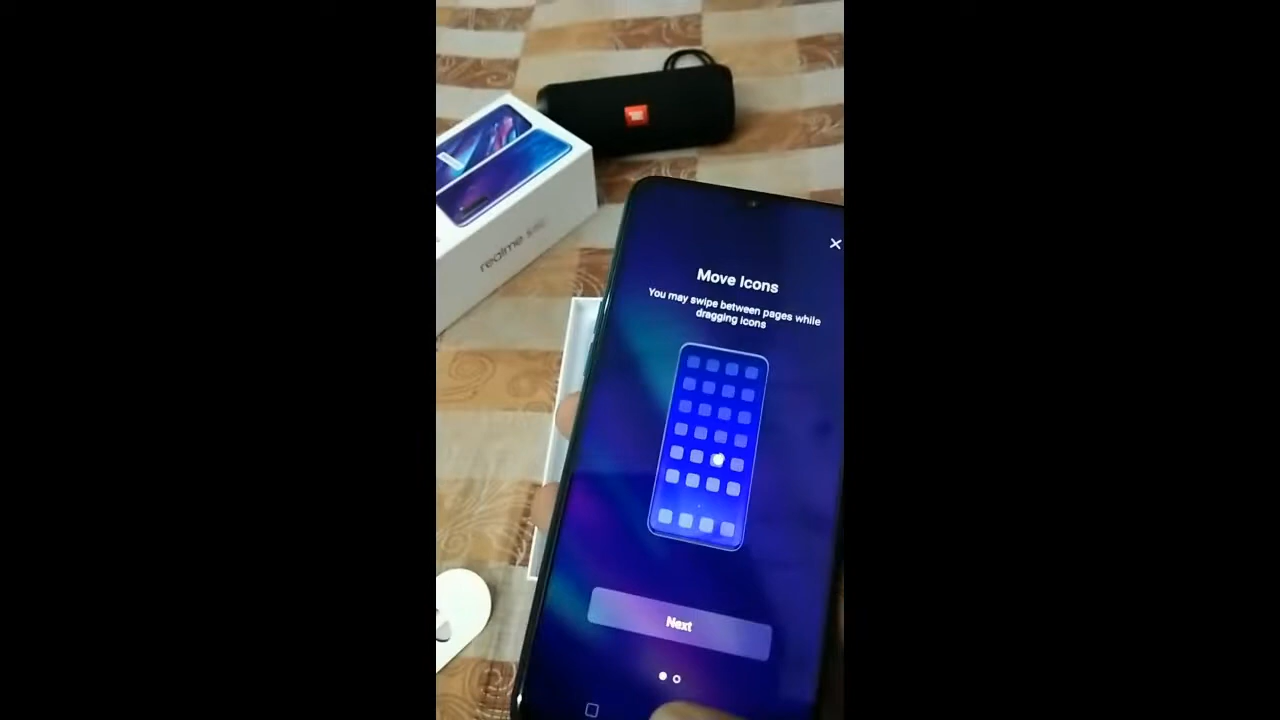 realme
Move Icons
You may swipe between pages while
dragging icons
Next